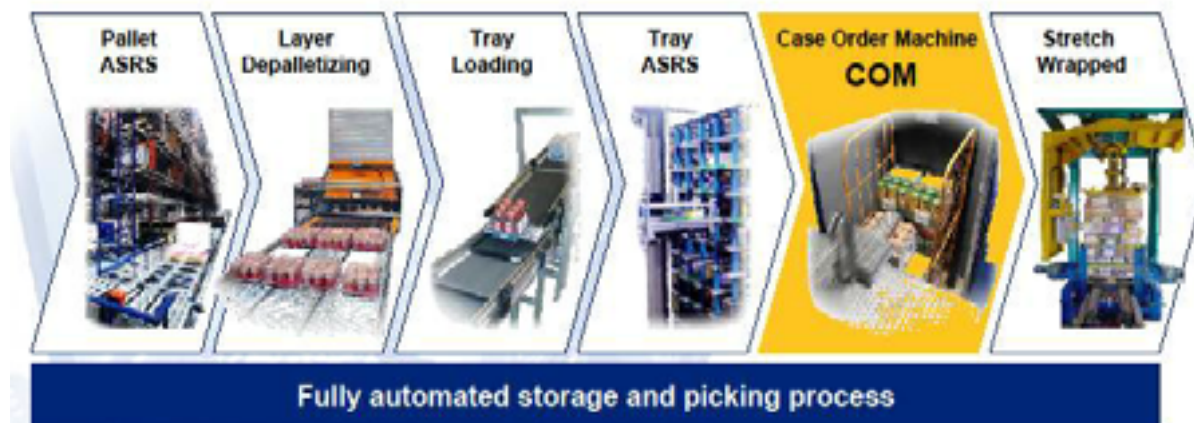 Pallet
ASRS
Layer
Depalletizing
Tray
Loading
Tray
ASRS
Case Order Machine
COM
Stretch
Wrapped
Fully automated storage and picking process